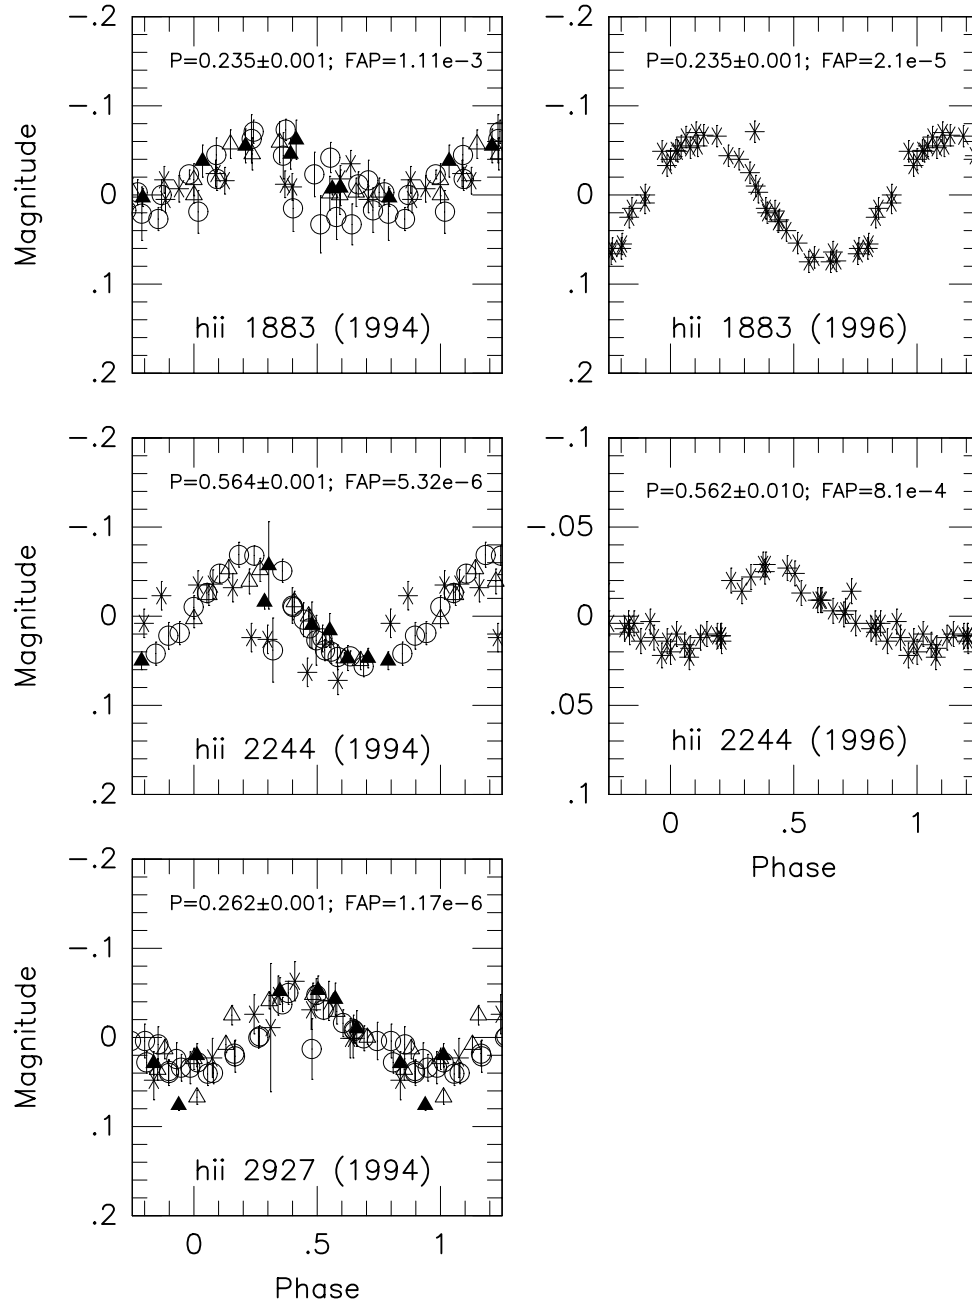 −.2
−.1
0
.1
.2
Magnitude
P=0.235±0.001; FAP=1.11e−3
hii 1883 (1994)
−.2
−.1
0
.1
.2
P=0.235±0.001; FAP=2.1e−5
hii 1883 (1996)
−.2
−.1
0
.1
.2
Magnitude
P=0.564±0.001; FAP=5.32e−6
hii 2244 (1994)
−.1
−.05
0
.05
.1
P=0.562±0.010; FAP=8.1e−4
hii 2244 (1996)
0 .5 1
Phase
−.2
−.1
0
.1
.2
Magnitude
P=0.262±0.001; FAP=1.17e−6
hii 2927 (1994)
0 .5 1
Phase